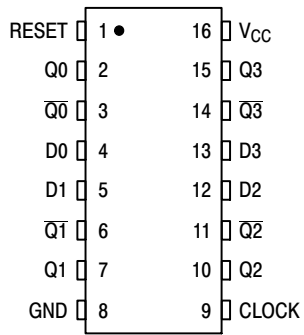 RESET 1 16 V_CC
Q0 2 15 Q3
Q̅0̅ 3 14 Q̅3̅
D0 4 13 D3
D1 5 12 D2
Q̅1̅ 6 11 Q̅2̅
Q1 7 10 Q2
GND 8 9 CLOCK